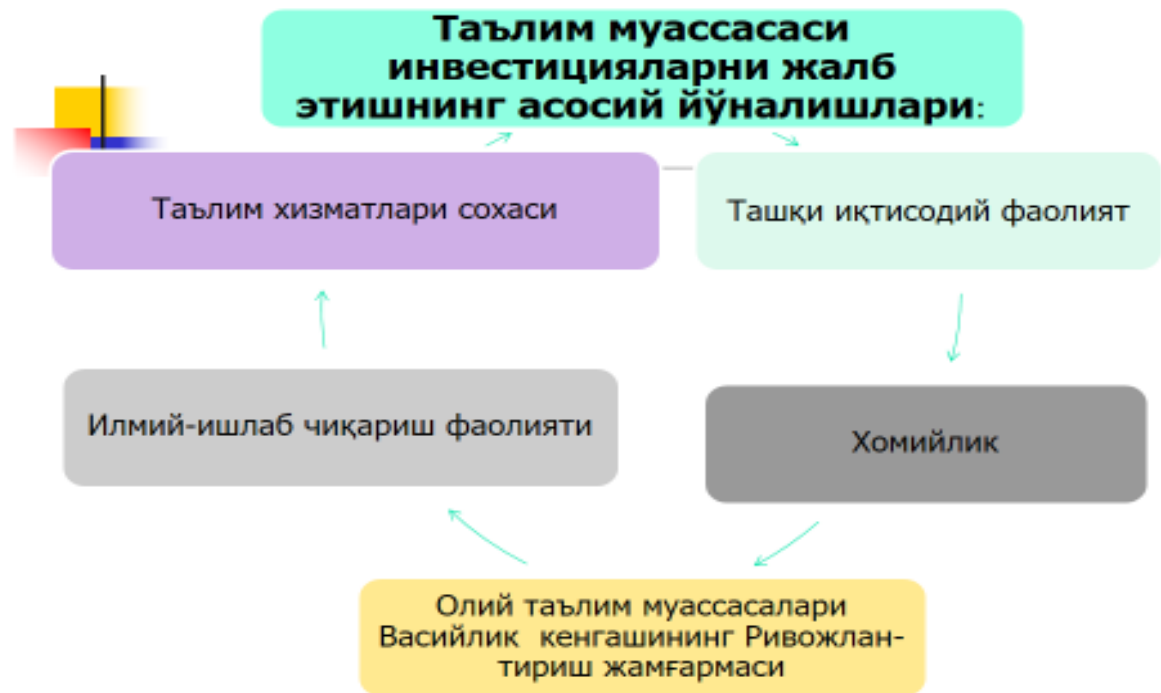 Таълим муассасаси
инвестицияларни жалб
этишнинг асосий йўналишлари:
Таълим хизматлари сохаси
Ташқи иқтисодий фаолият
Илмий-ишлаб чиқариш фаолияти
Хомийлик
Олий таълим муассасалари
Васийлик кенгашининг Ривожлан-
тириш жамғармаси